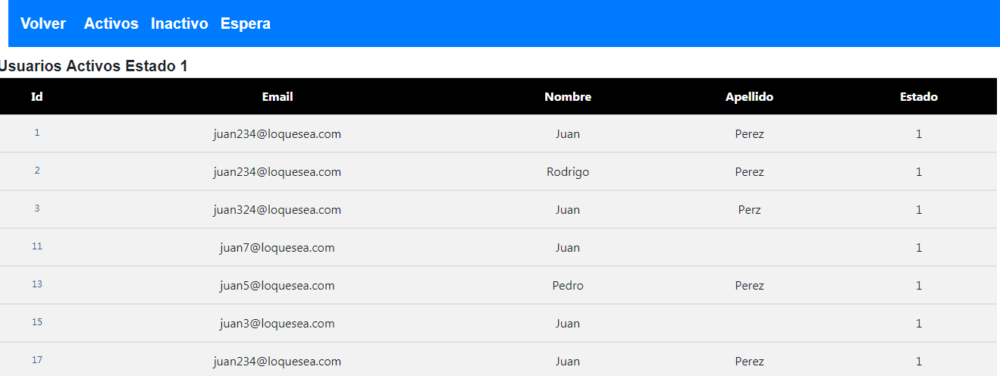 Volver Activos Inactivo Espera
Usuarios Activos Estado 1
Id Email Nombre Apellido Estado
1 juan234@loquesea.com Juan Perez 1
2 juan234@loquesea.com Rodrigo Perez 1
3 juan324@loquesea.com Juan Perz 1
11 juan7@loquesea.com Juan 1
13 juan5@loquesea.com Pedro Perez 1
15 juan3@loquesea.com Juan 1
17 juan234@loquesea.com Juan Perez 1